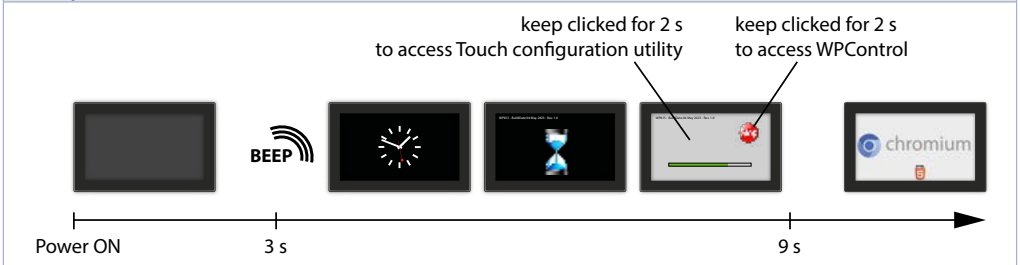 keep clicked for 2 s
to access Touch configuration utility
keep clicked for 2 s
to access WPControl
BEEP
chromium
5
Power ON
3 s
9 s